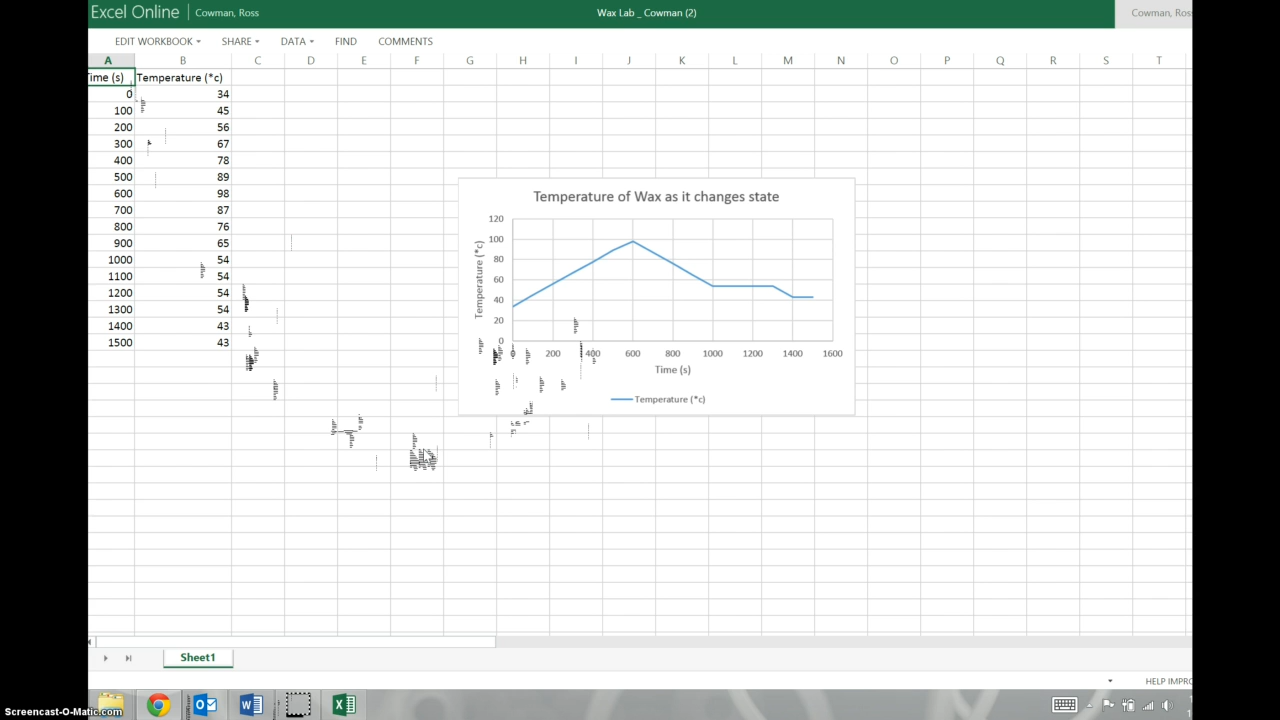 Excel Online Cowman, Ross Wax Lab _ Cowman (2) Cowman, Ros
EDIT WORKBOOK SHARE DATA FIND COMMENTS
A B C D E F G H I J K L M N O P Q R S T
Time (s) Temperature (*c)
0 34
100 45
200 56
300 67
400 78
500 89
600 98
700 87
800 76
900 65
1000 54
1100 54
1200 54
1300 54
1400 43
1500 43
Temperature of Wax as it changes state
120
100
80
60
40
20
0
Temperature (*c)
0 200 400 600 800 1000 1200 1400 1600
Time (s)
Temperature (*c)
Sheet1
HELP IMPRO
Screencast-O-Matic.com